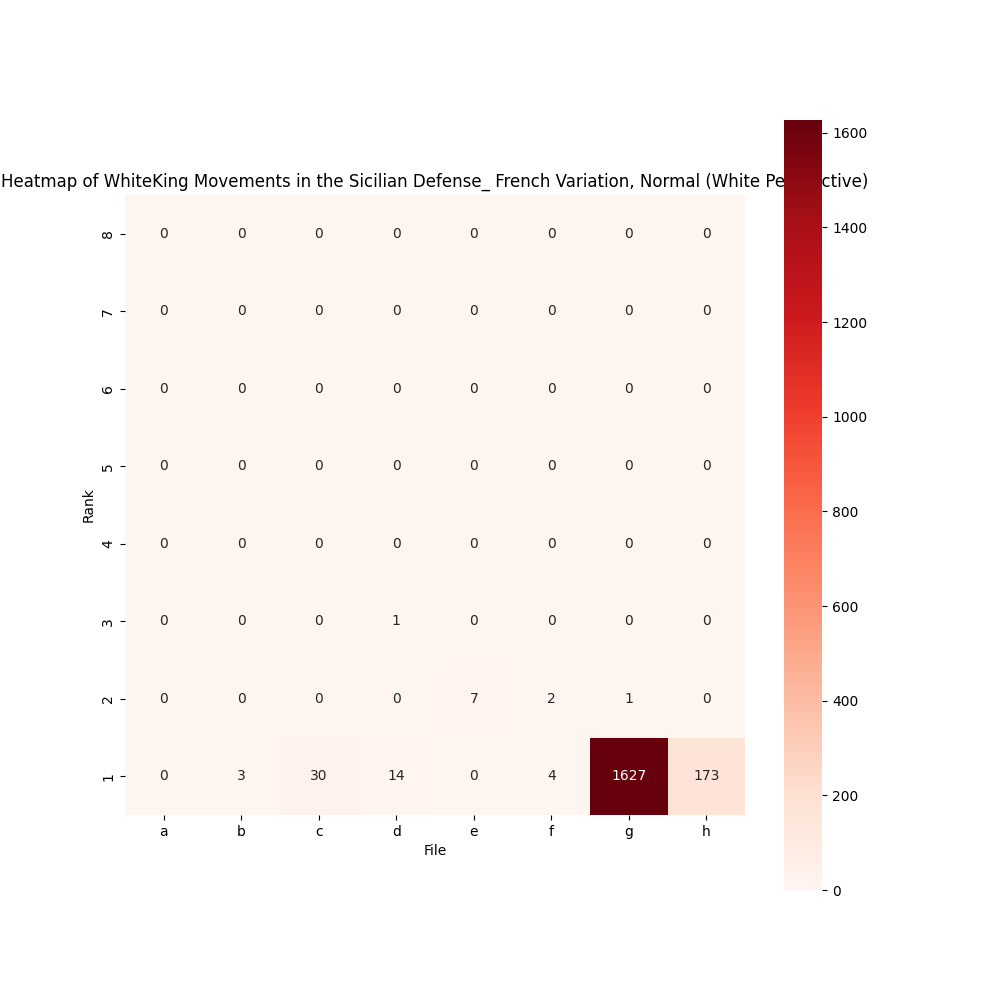 Heatmap of WhiteKing Movements in the Sicilian Defense_ French Variation, Normal (White Pe ctive)
8 0 0 0 0 0 0 0 0
7 0 0 0 0 0 0 0 0
6 0 0 0 0 0 0 0 0
5 0 0 0 0 0 0 0 0
4 0 0 0 0 0 0 0 0
3 0 0 0 1 0 0 0 0
2 0 0 0 0 7 2 1 0
1 0 3 30 14 0 4 1627 173
a b c d e f g h
File
Rank
1600
1400
1200
1000
800
600
400
200
0